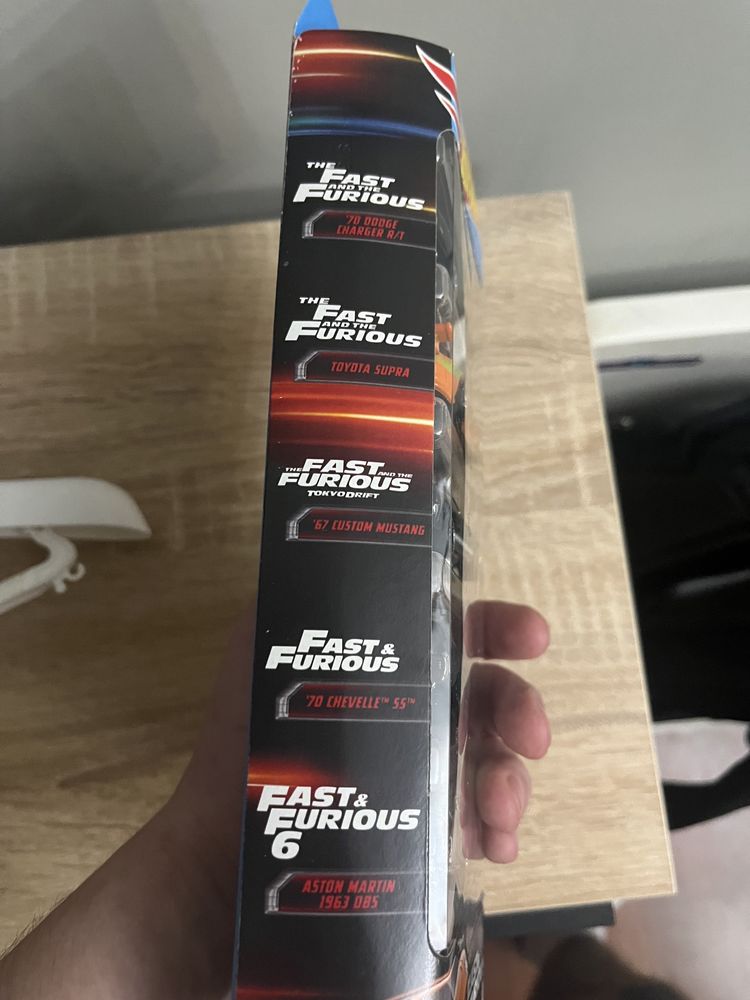 THE
FAST
AND THE
FURIOUS
'70 DODGE
CHARGER R/T
THE
FAST
AND THE
FURIOUS
TOYOTA SUPRA
THE FAST AND THE
FURIOUS
TOKYO DRIFT
'67 CUSTOM MUSTANG
FAST &
FURIOUS
'70 CHEVELLE™ SS™
FAST &
FURIOUS
6
ASTON MARTIN
1963 DB5